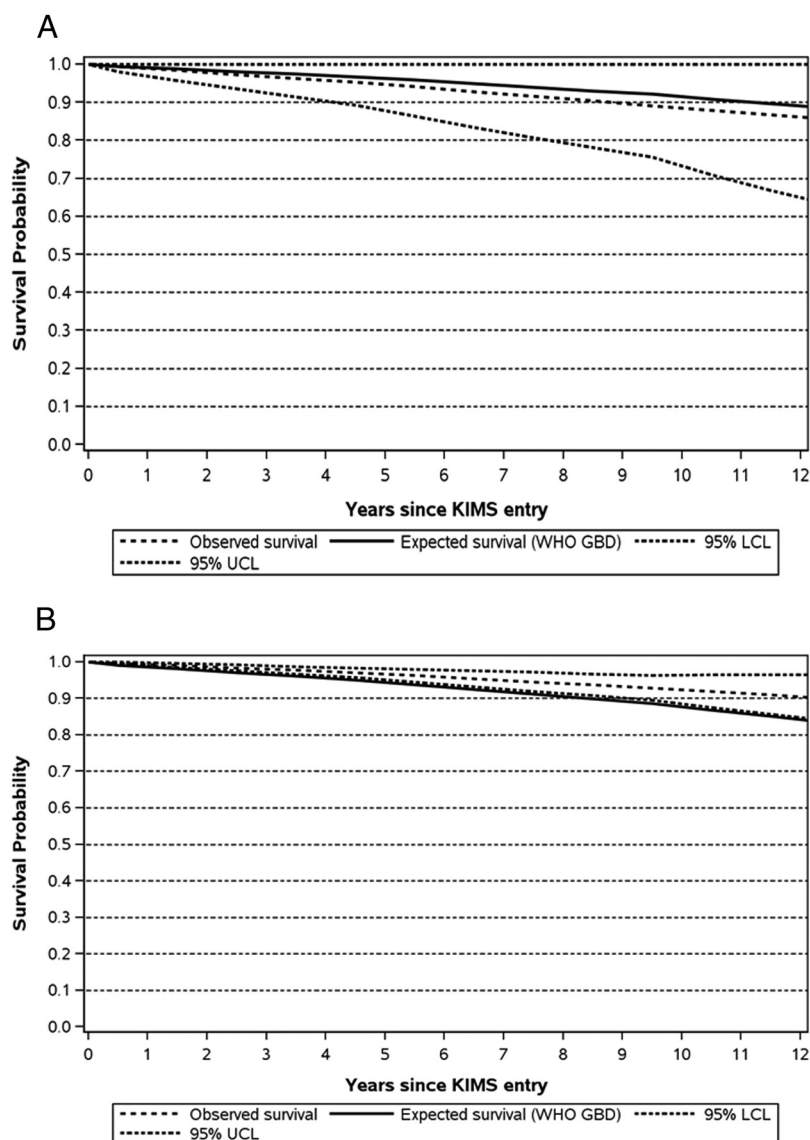 A
1.0
0.9
0.8
0.7
0.6
0.5
0.4
0.3
0.2
0.1
0.0
Survival Probability
0 1 2 3 4 5 6 7 8 9 10 11 12
Years since KIMS entry
Observed survival Expected survival (WHO GBD) 95% LCL
95% UCL
B
1.0
0.9
0.8
0.7
0.6
0.5
0.4
0.3
0.2
0.1
0.0
Survival Probability
0 1 2 3 4 5 6 7 8 9 10 11 12
Years since KIMS entry
Observed survival Expected survival (WHO GBD) 95% LCL
95% UCL